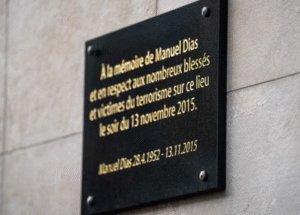 À la mémoire de Manuel Dias
et en respect aux nombreux blessés
et victimes du terrorisme sur ce lieu
le soir du 13 novembre 2015.
Manuel Dias 28.4.1952 - 13.11.2015